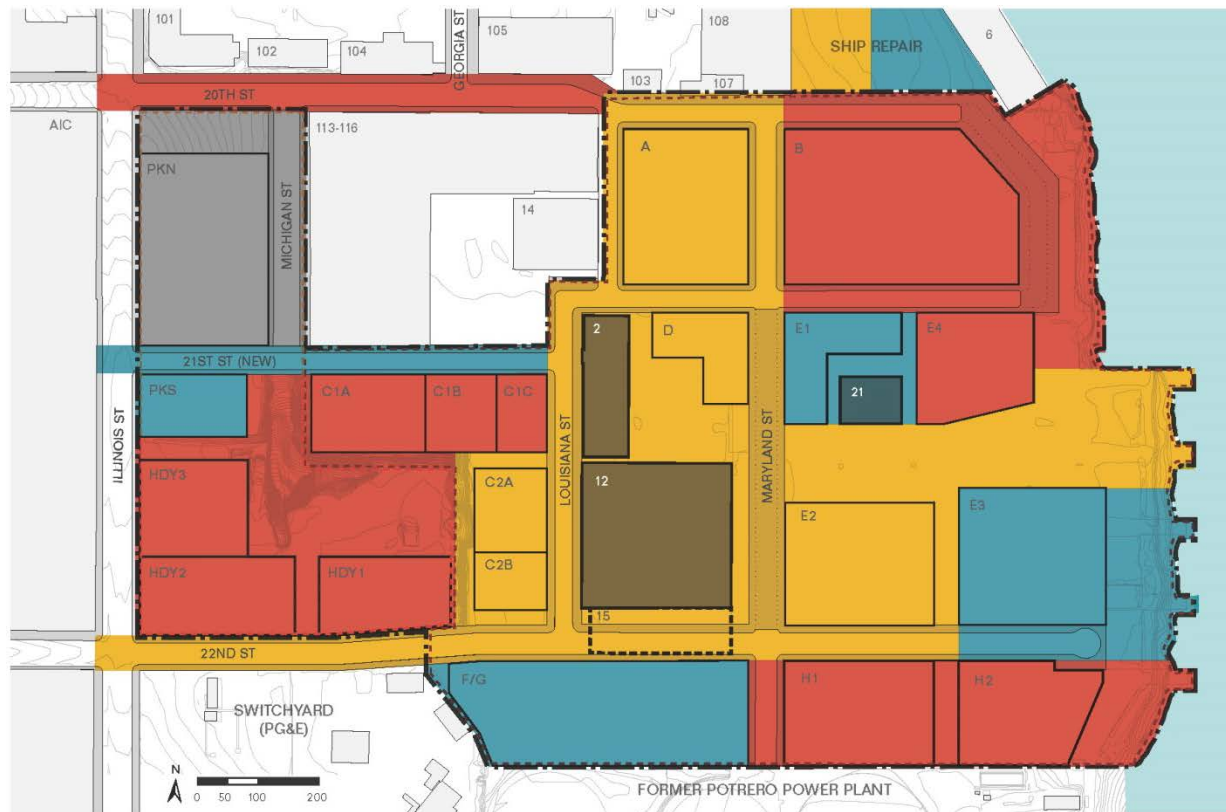 101
102
104
GEORGIA ST
105
108
103
107
SHIP REPAIR
6
20TH ST
AIC
113-116
PKN
MICHIGAN ST
14
A
B
2
D
E1
E4
21ST ST (NEW)
PKS
C1A
C1B
C1C
21
ILLINOIS ST
LOUISIANA ST
MARYLAND ST
HDY3
C2A
12
E2
E3
HDY2
HDY1
C2B
15
22ND ST
F/G
H1
H2
SWITCHYARD
(PG&E)
N
0 50 100 200
FORMER POTRERO POWER PLANT